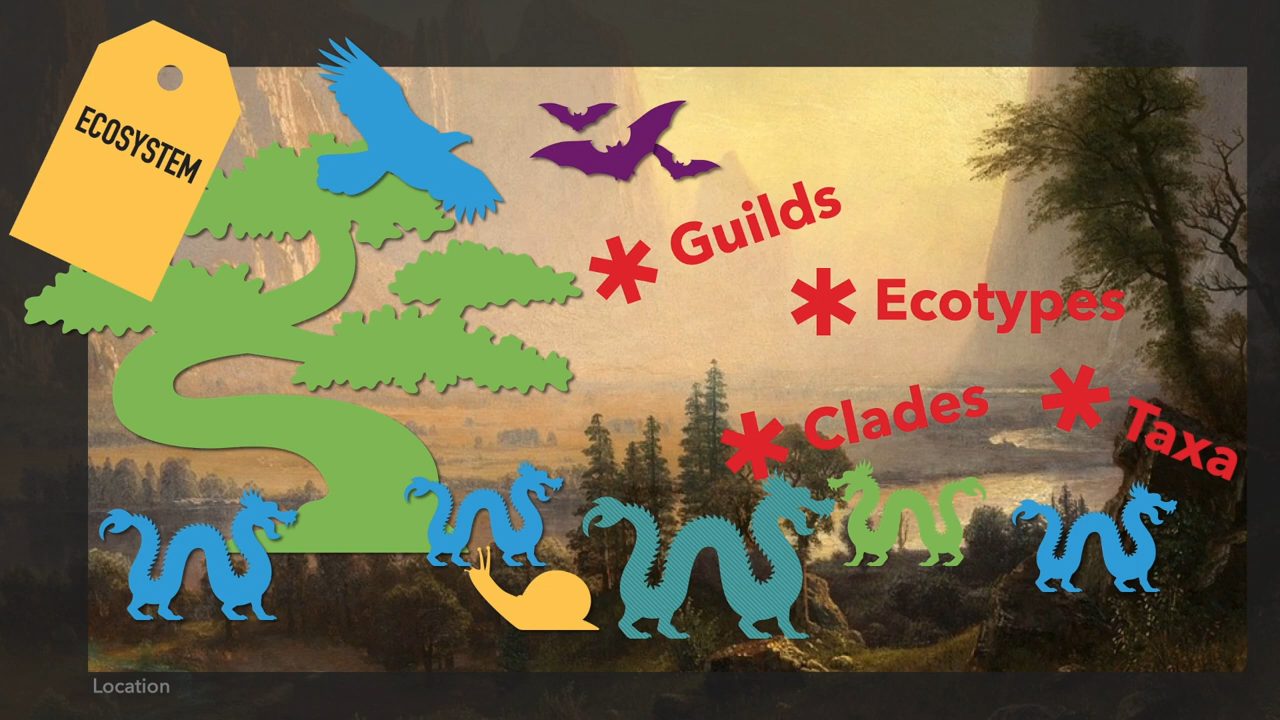 ECOSYSTEM
* Guilds
* Ecotypes
* Clades
* Taxa
Location